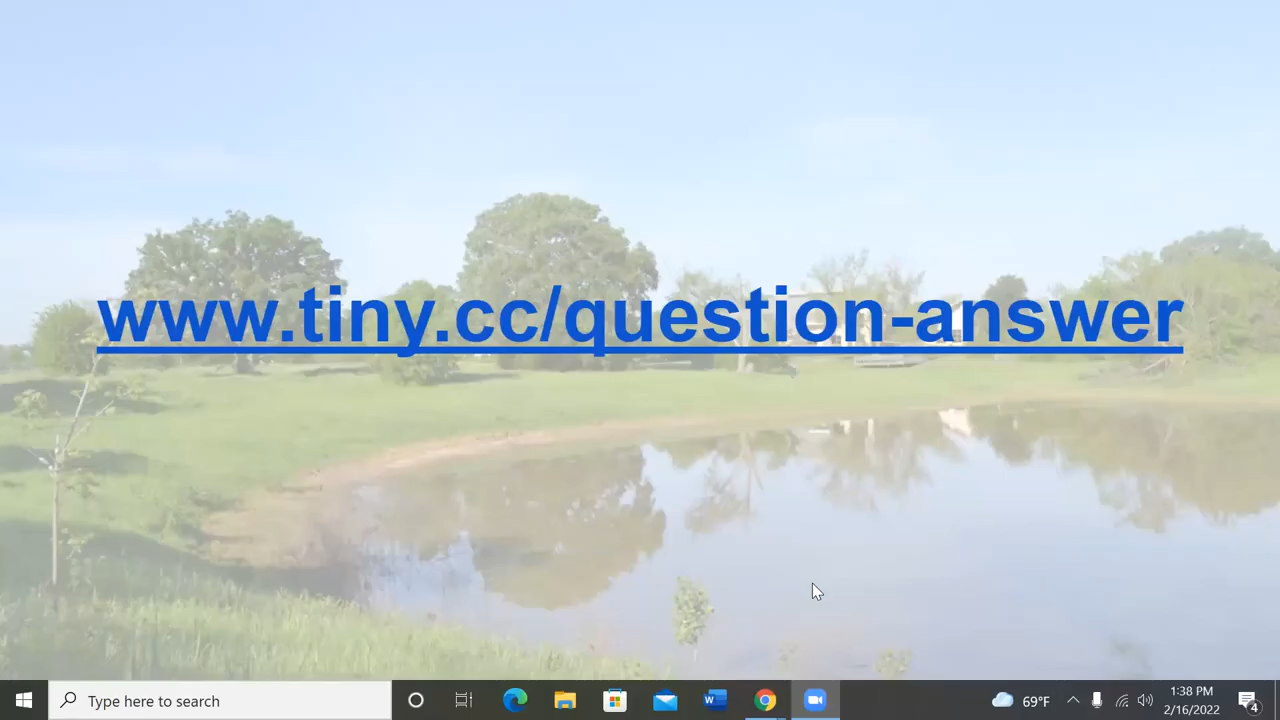 www.tiny.cc/question-answer
Type here to search
69°F
1:38 PM
2/16/2022
4